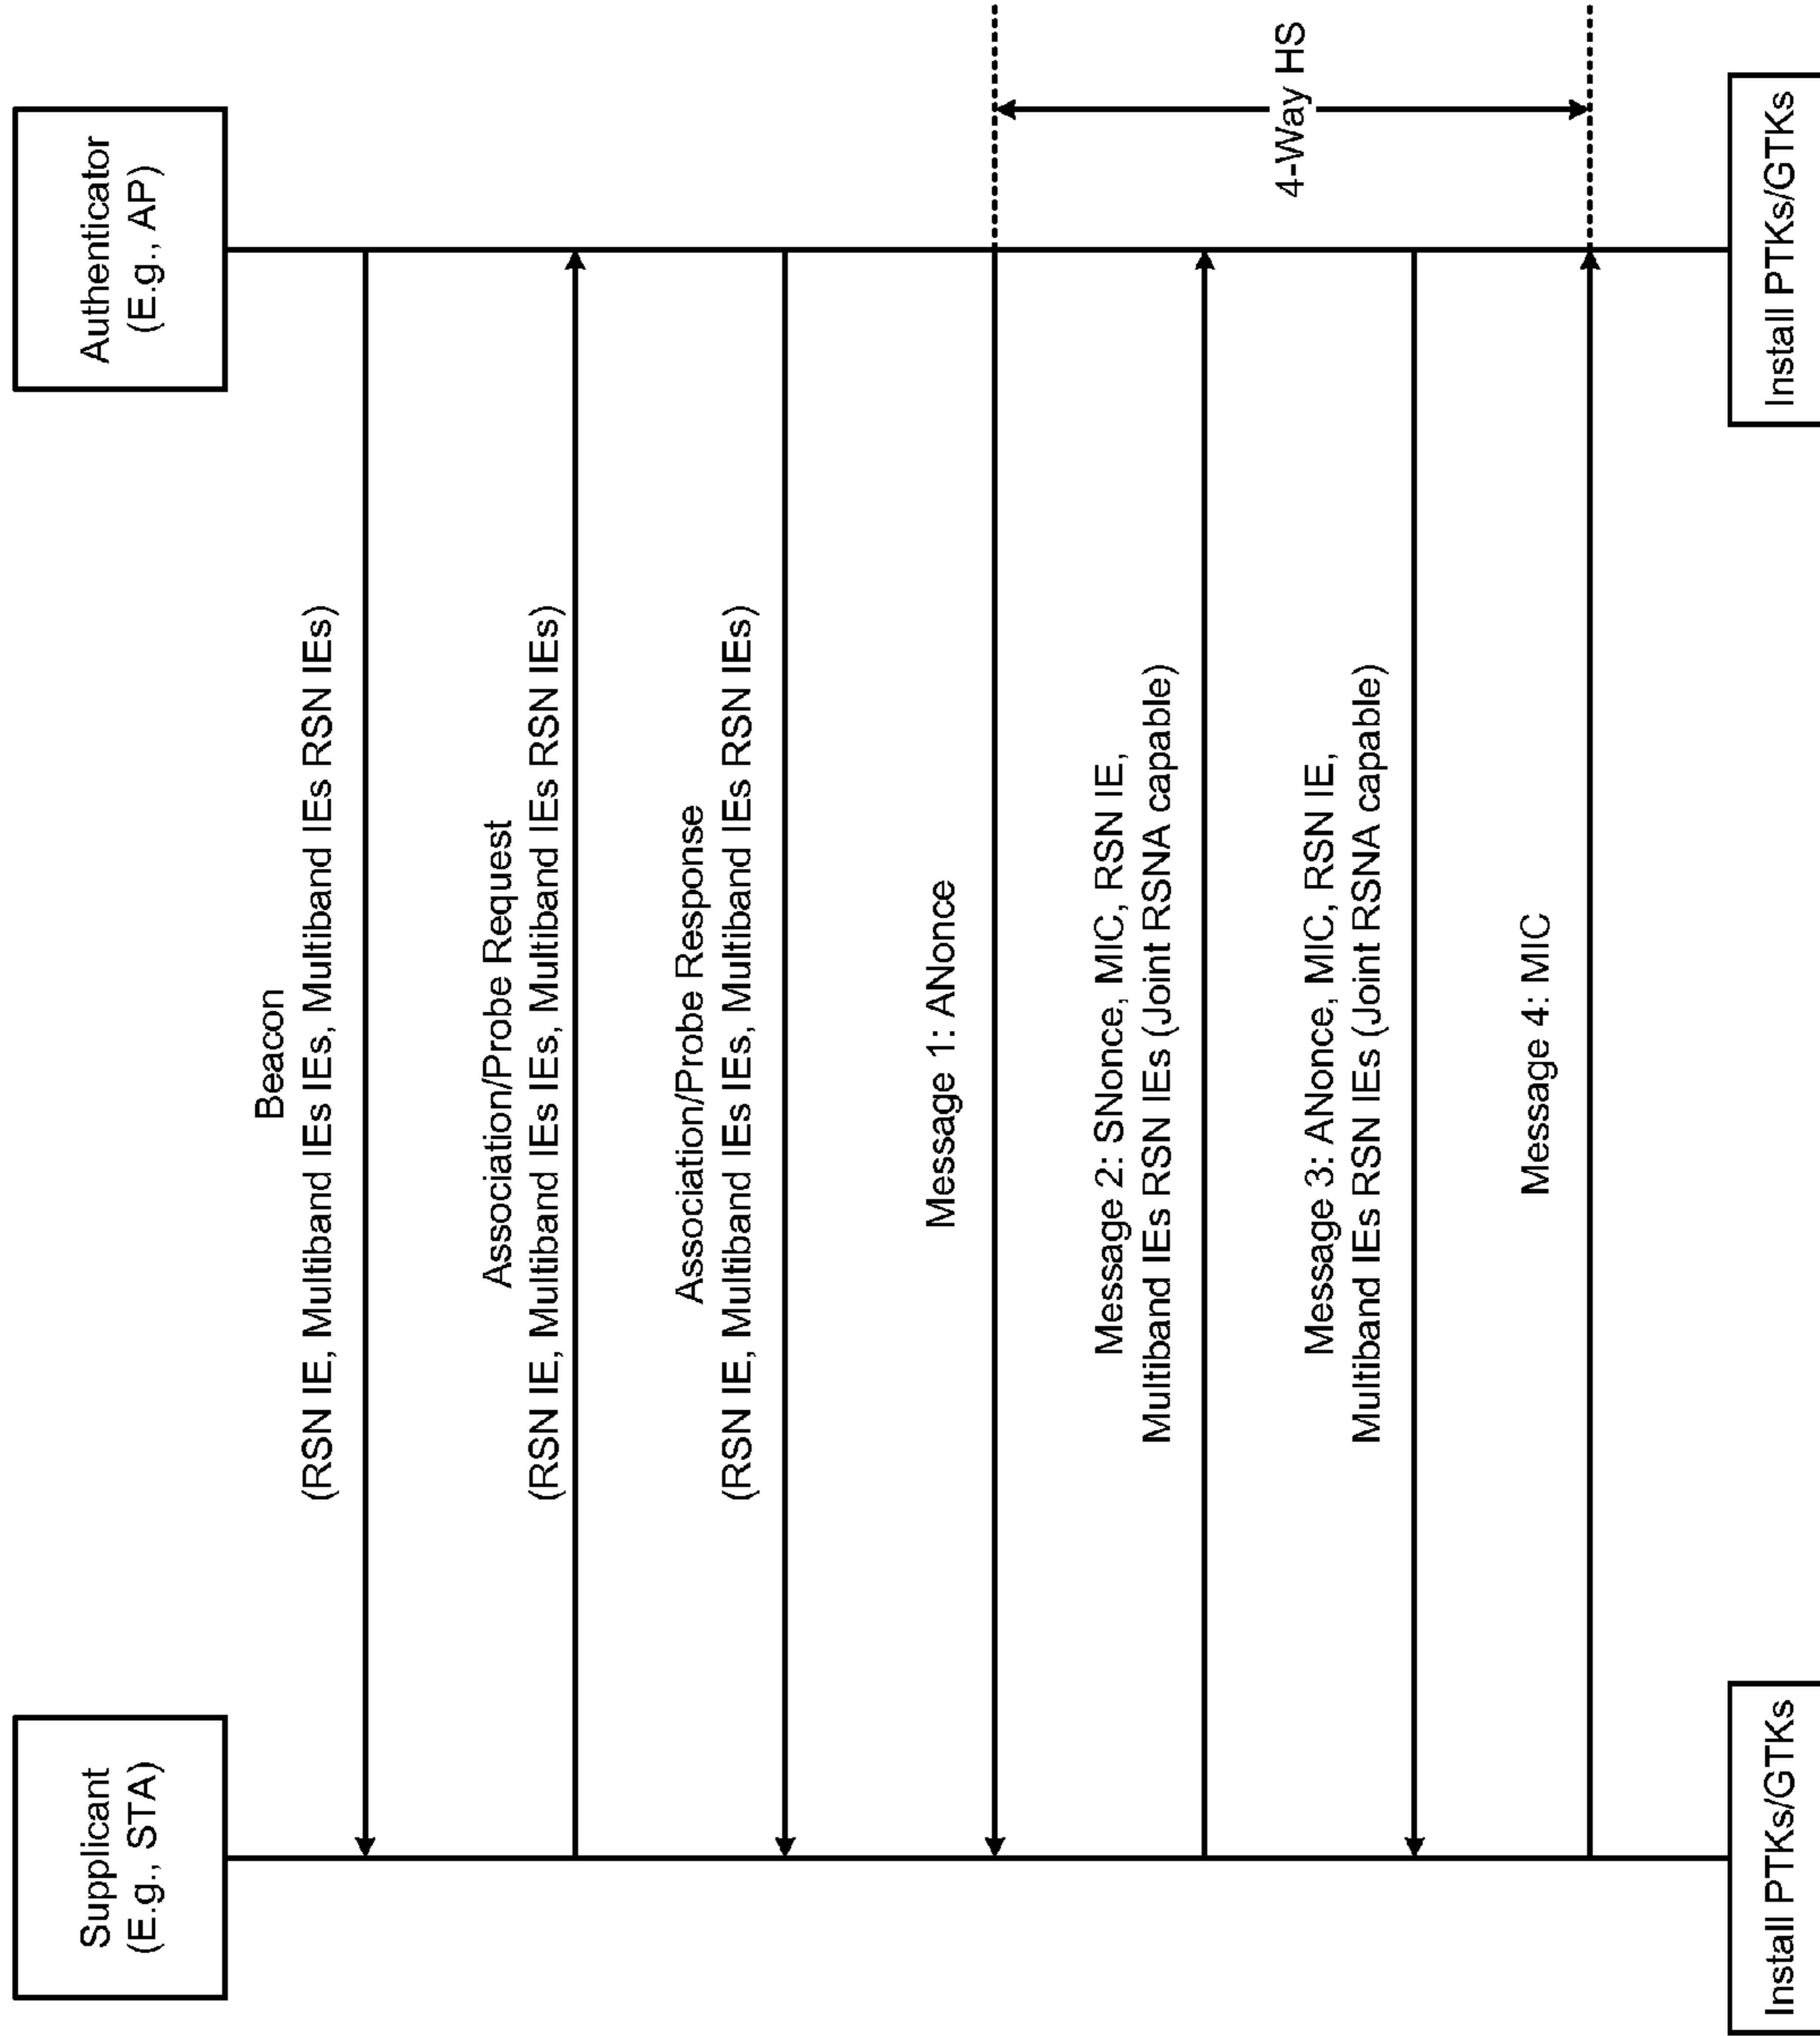 Supplicant
(E.g., STA)
Authenticator
(E.g., AP)
Beacon
(RSN IE, Multiband IEs IEs, Multiband IEs RSN IEs)
Association/Probe Request
(RSN IE, Multiband IEs IEs, Multiband IEs RSN IEs)
Association/Probe Response
(RSN IE, Multiband IEs IEs, Multiband IEs RSN IEs)
Message 1: ANonce
Message 2: SNonce, MIC, RSN IE,
Multiband IEs RSN IEs (Joint RSNA capable)
Message 3: ANonce, MIC, RSN IE,
Multiband IEs RSN IEs (Joint RSNA capable)
Message 4: MIC
4-Way HS
Install PTKs/GTKs
Install PTKs/GTKs